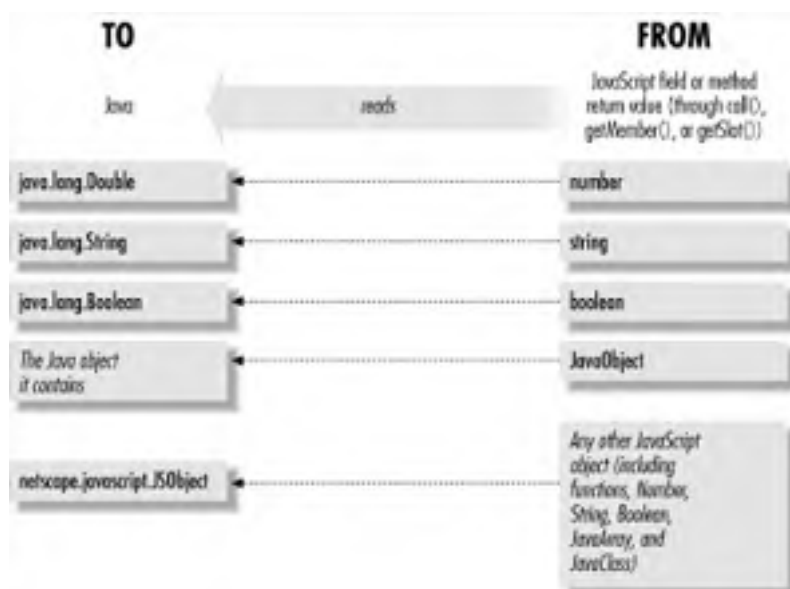 TO
FROM
Java
reads
JavaScript field or method
return value (through call(),
getMember(), or getSlot())
java.lang.Double
number
java.lang.String
string
java.lang.Boolean
boolean
The Java object
it contains
JavaObject
netscape.javascript.JSObject
Any other JavaScript
object (including
functions, Number,
String, Boolean,
JavaArray, and
JavaClass)